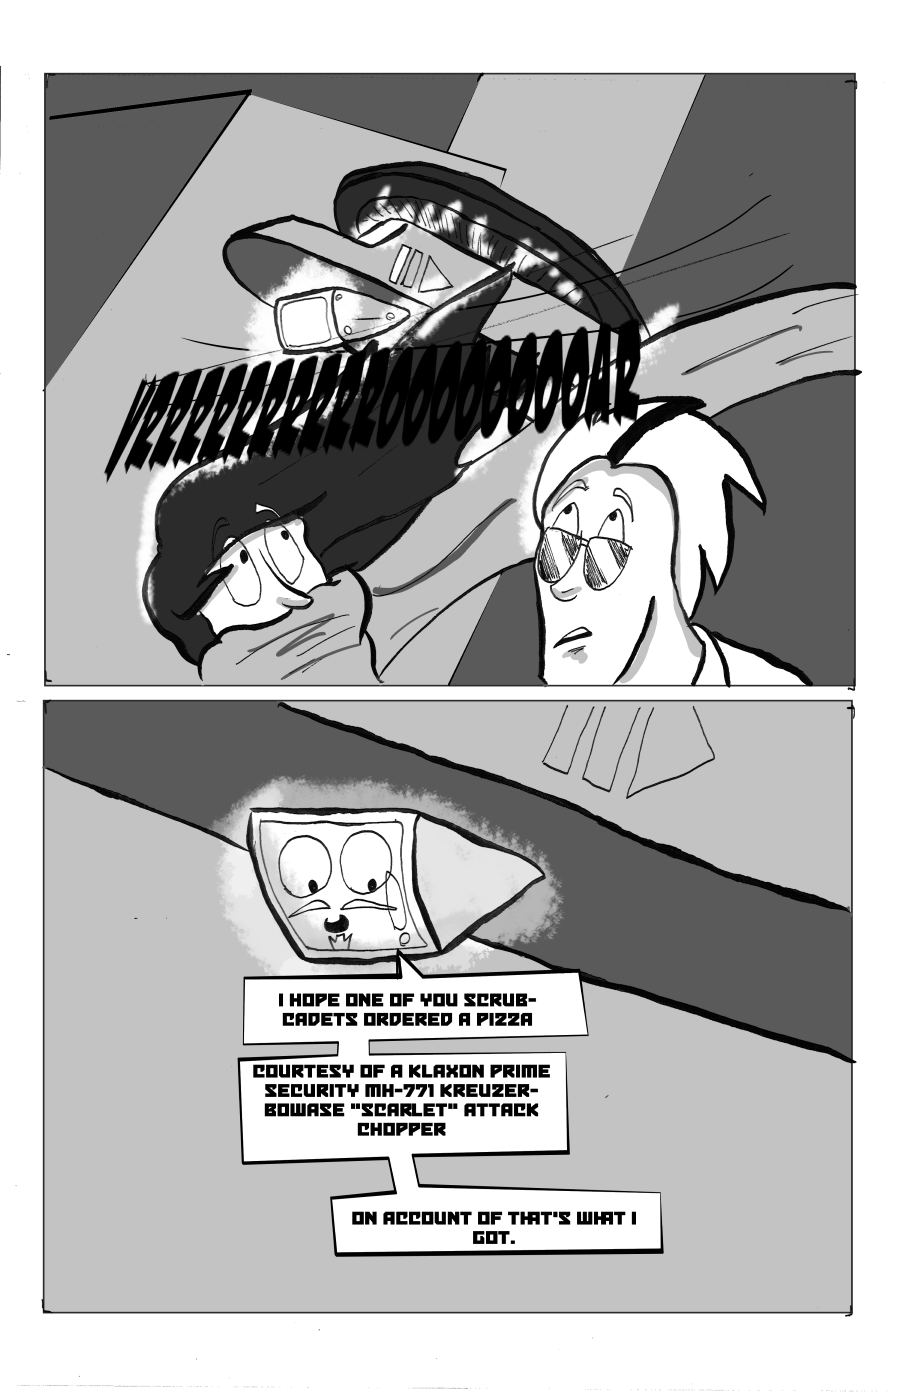 VRRRRRRRRRRROOOOOOOOOAR
I HOPE ONE OF YOU SCRUB-
CADETS ORDERED A PIZZA
COURTESY OF A KLAXON PRIME
SECURITY MH-771 KREUZER-
BOWASE "SCARLET" ATTACK
CHOPPER
ON ACCOUNT OF THAT'S WHAT I
GOT.